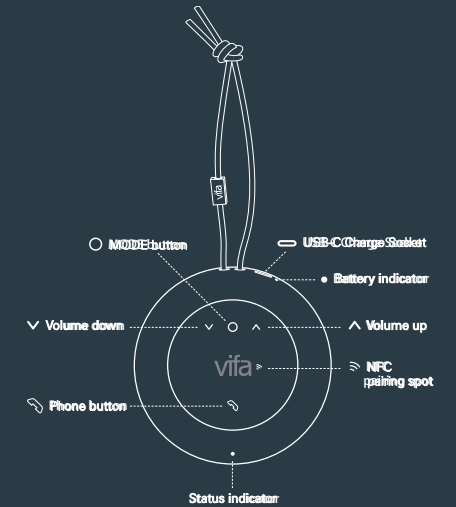 vifa
MODE button
USB-C Charge Socket
Battery indicator
Volume down
Volume up
vifa
NFC
pairing spot
Phone button
Status indicator